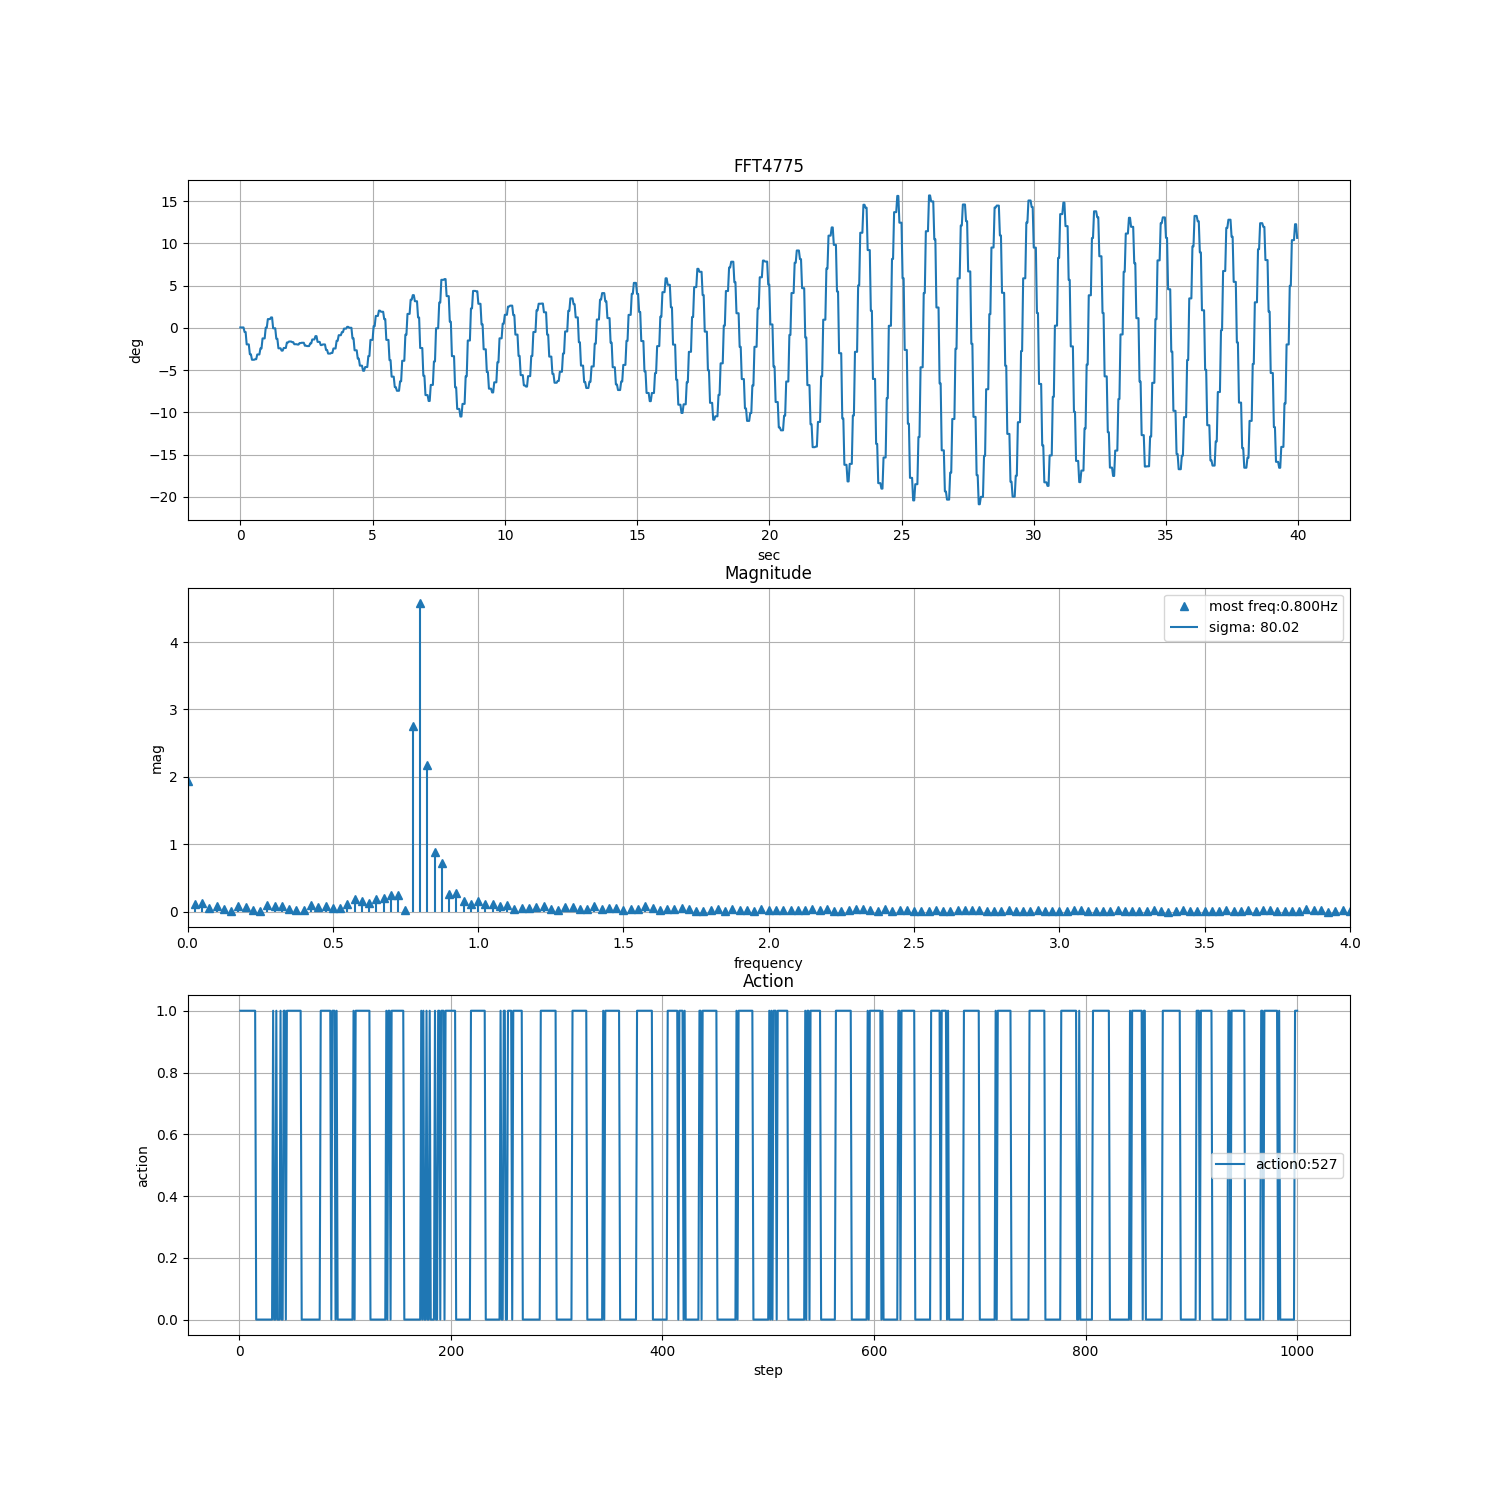 FFT4775
15
10
5
0
−5
−10
−15
−20
deg
0 5 10 15 20 25 30 35 40
sec
Magnitude
most freq:0.800Hz
sigma: 80.02
4
3
2
1
0
mag
0.0 0.5 1.0 1.5 2.0 2.5 3.0 3.5 4.0
frequency
Action
1.0
0.8
0.6
0.4
0.2
0.0
action
action0:527
0 200 400 600 800 1000
step